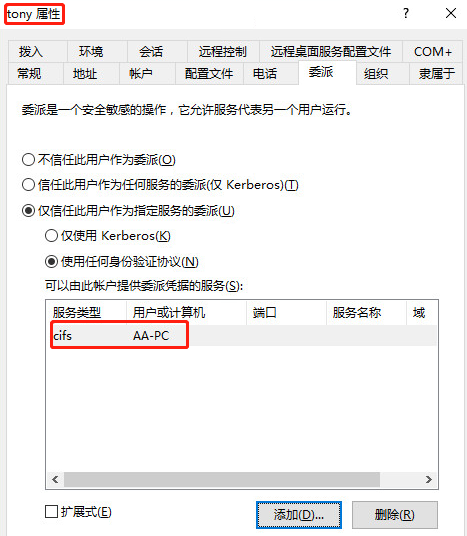 tony 属性
拨入 环境 会话 远程控制 远程桌面服务配置文件 COM+
常规 地址 帐户 配置文件 电话 委派 组织 隶属于
委派是一个安全敏感的操作，它允许服务代表另一个用户运行。
不信任此用户作为委派(O)
信任此用户作为任何服务的委派(仅 Kerberos)(T)
仅信任此用户作为指定服务的委派(U)
仅使用 Kerberos(K)
使用任何身份验证协议(N)
可以由此帐户提供委派凭据的服务(S):
服务类型 用户或计算机 端口 服务名称 域
cifs AA-PC
扩展式(E) 添加(D)... 删除(R)